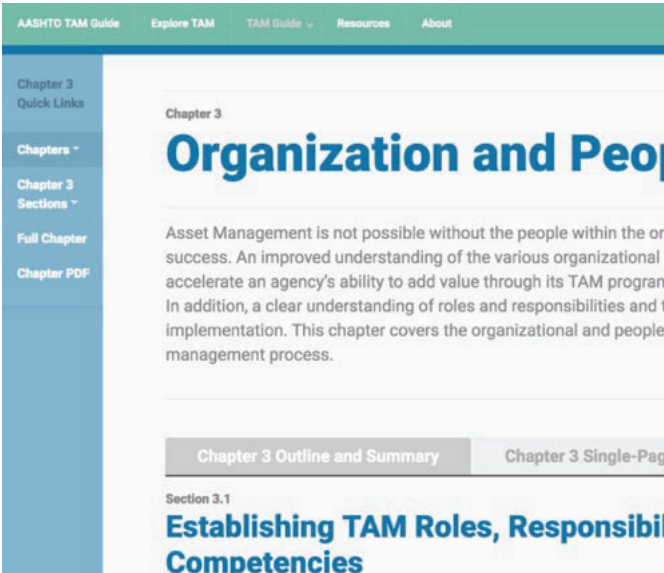 AASHTO TAM Guide Explore TAM TAM Guide Resources About
Chapter 3
Quick Links
Chapters
Chapter 3
Sections
Full Chapter
Chapter PDF
Chapter 3
Organization and Peop
Asset Management is not possible without the people within the or
success. An improved understanding of the various organizational
accelerate an agency's ability to add value through its TAM program
In addition, a clear understanding of roles and responsibilities and t
implementation. This chapter covers the organizational and people
management process.
Chapter 3 Outline and Summary Chapter 3 Single-Pag
Section 3.1
Establishing TAM Roles, Responsibil
Competencies